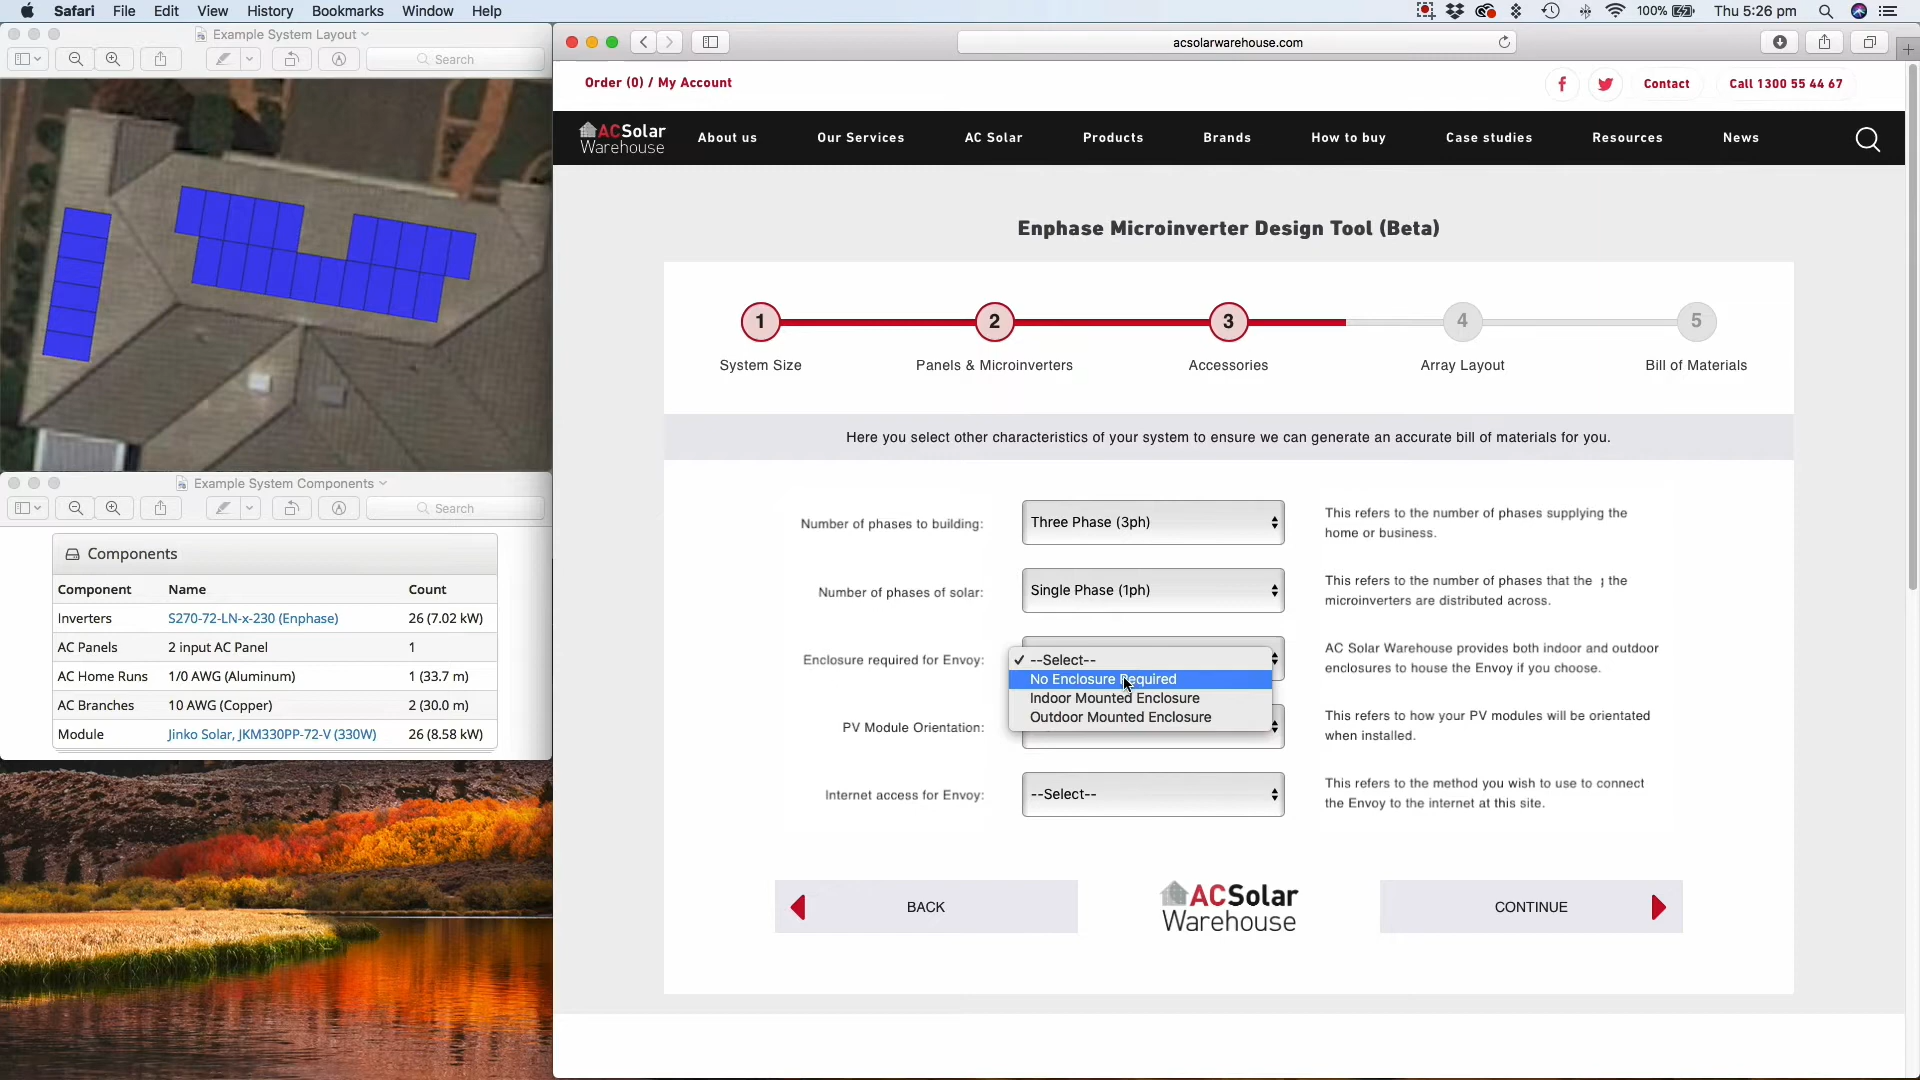 Safari File Edit View History Bookmarks Window Help
100% Thu 5:26 pm
Example System Layout
Search
Example System Components
Search
Components
Component Name Count
Inverters S270-72-LN-x-230 (Enphase) 26 (7.02 kW)
AC Panels 2 input AC Panel 1
AC Home Runs 1/0 AWG (Aluminum) 1 (33.7 m)
AC Branches 10 AWG (Copper) 2 (30.0 m)
Module Jinko Solar, JKM330PP-72-V (330W) 26 (8.58 kW)
acsolarwarehouse.com
Order (0) / My Account
Contact Call 1300 55 44 67
ACSolar
Warehouse
About us Our Services AC Solar Products Brands How to buy Case studies Resources News
Enphase Microinverter Design Tool (Beta)
1 2 3 4 5
System Size Panels & Microinverters Accessories Array Layout Bill of Materials
Here you select other characteristics of your system to ensure we can generate an accurate bill of materials for you.
Number of phases to building: Three Phase (3ph)
This refers to the number of phases supplying the
home or business.
Number of phases of solar: Single Phase (1ph)
This refers to the number of phases that the ; the
microinverters are distributed across.
Enclosure required for Envoy: ✓ --Select--
No Enclosure Required
Indoor Mounted Enclosure
Outdoor Mounted Enclosure
AC Solar Warehouse provides both indoor and outdoor
enclosures to house the Envoy if you choose.
PV Module Orientation:
This refers to how your PV modules will be orientated
when installed.
Internet access for Envoy: --Select--
This refers to the method you wish to use to connect
the Envoy to the internet at this site.
BACK
ACSolar
Warehouse
CONTINUE